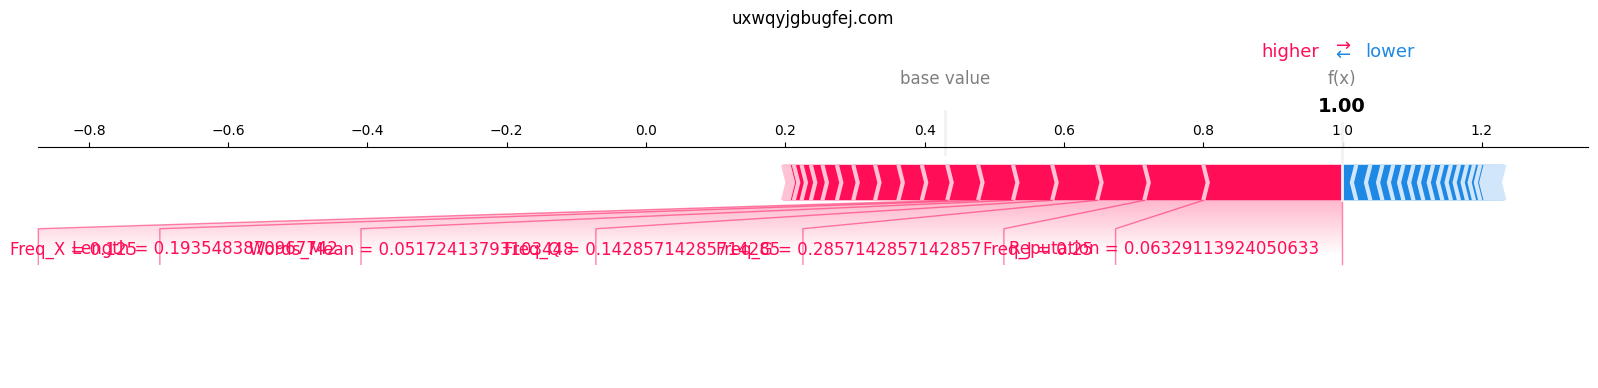 uxwqyjgbugfej.com
higher ⇄ lower
base value f(x)
1.00
−0.8 −0.6 −0.4 −0.2 0.0 0.2 0.4 0.6 0.8 1.0 1.2
Freq_X = 0.125 Length = 0.1935483870967742 Words_Mean = 0.05172413793103448 Freq_Q = 0.14285714285714285 Freq_G = 0.2857142857142857 Freq_J = 0.25 Reputation = 0.06329113924050633